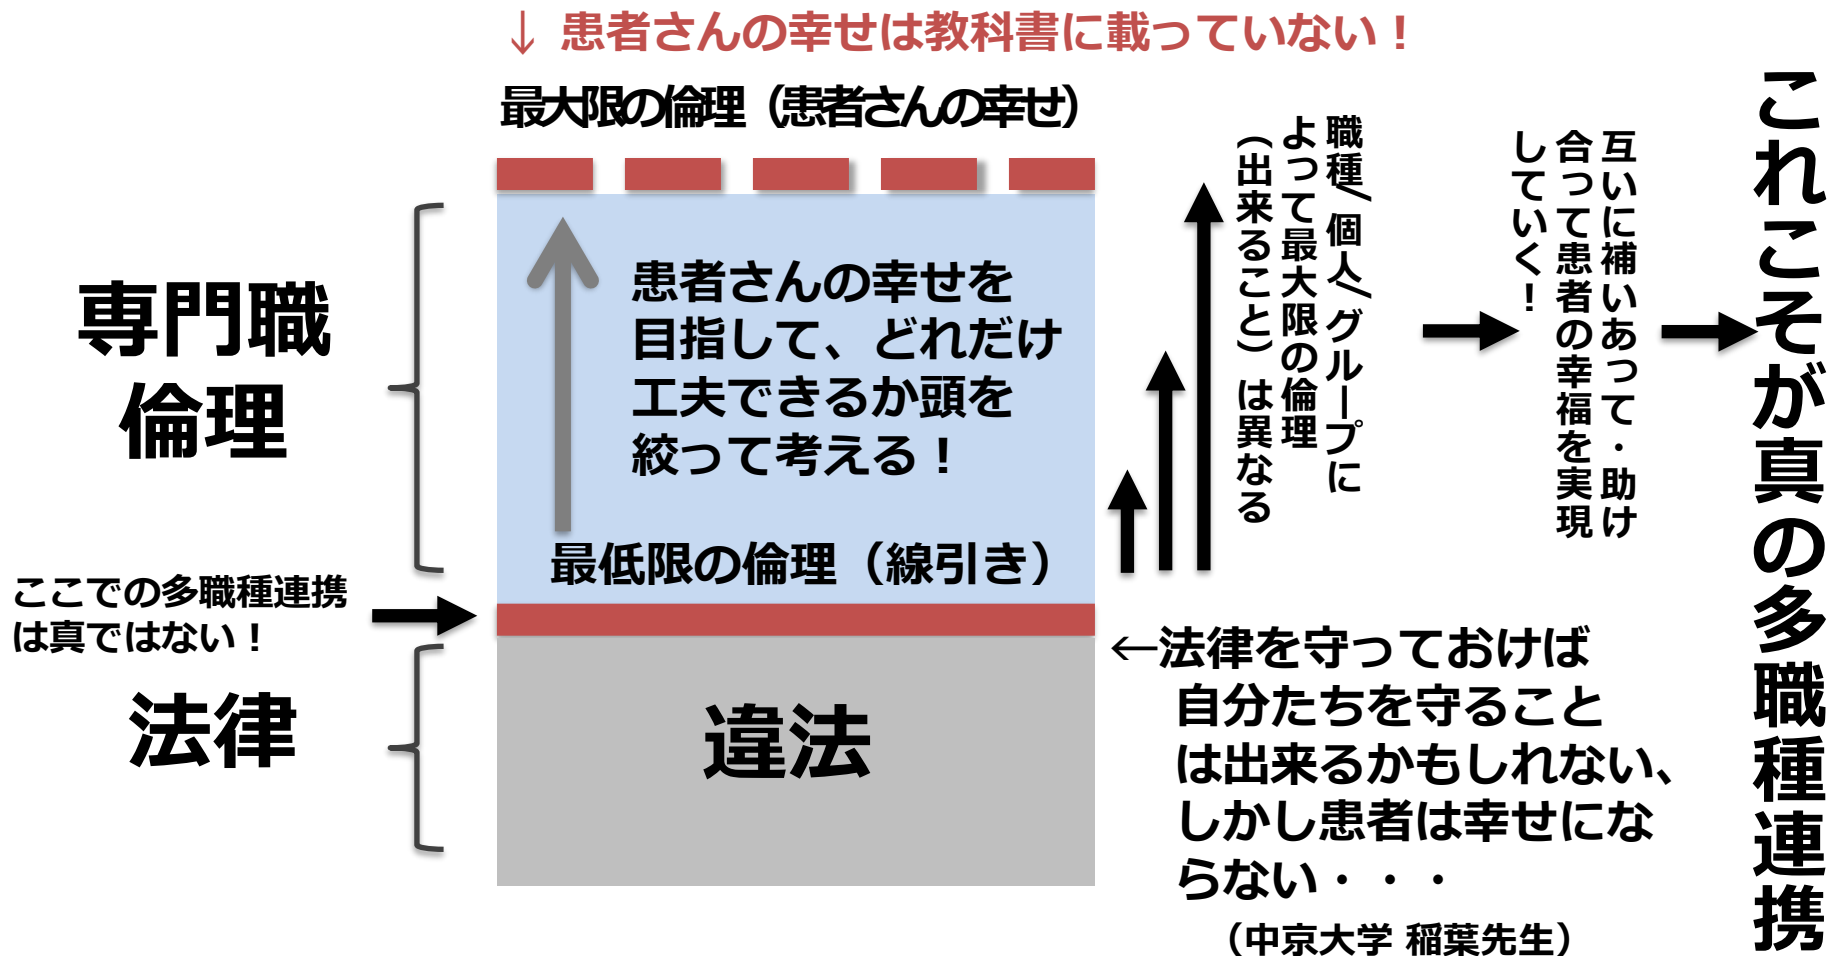 ↓ 患者さんの幸せは教科書に載っていない！
最大限の倫理（患者さんの幸せ）
専門職
倫理
患者さんの幸せを
目指して、どれだけ
工夫できるか頭を
絞って考える！
最低限の倫理（線引き）
ここでの多職種連携
は真ではない！
法律
違法
職種／個人／グループに
よって最大限の倫理
（出来ること）は異なる
互いに補いあって・助け
合って患者の幸福を実現
していく！
これこそが真の多職種連携
←法律を守っておけば
自分たちを守ること
は出来るかもしれない、
しかし患者は幸せにな
らない・・・
（中京大学 稲葉先生）